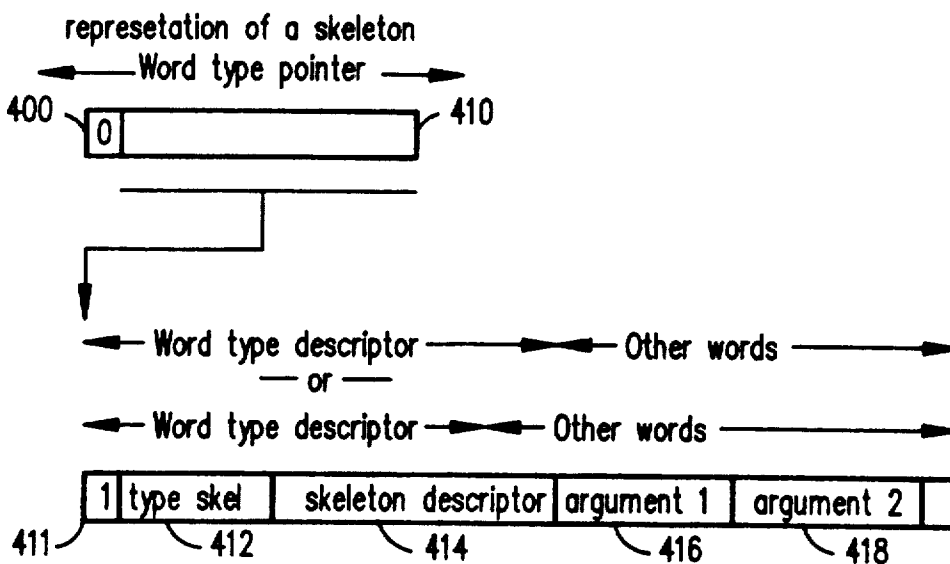 represetation of a skeleton
Word type pointer
400 0 410
Word type descriptor Other words
or
Word type descriptor Other words
1 type skel skeleton descriptor argument 1 argument 2
411 412 414 416 418